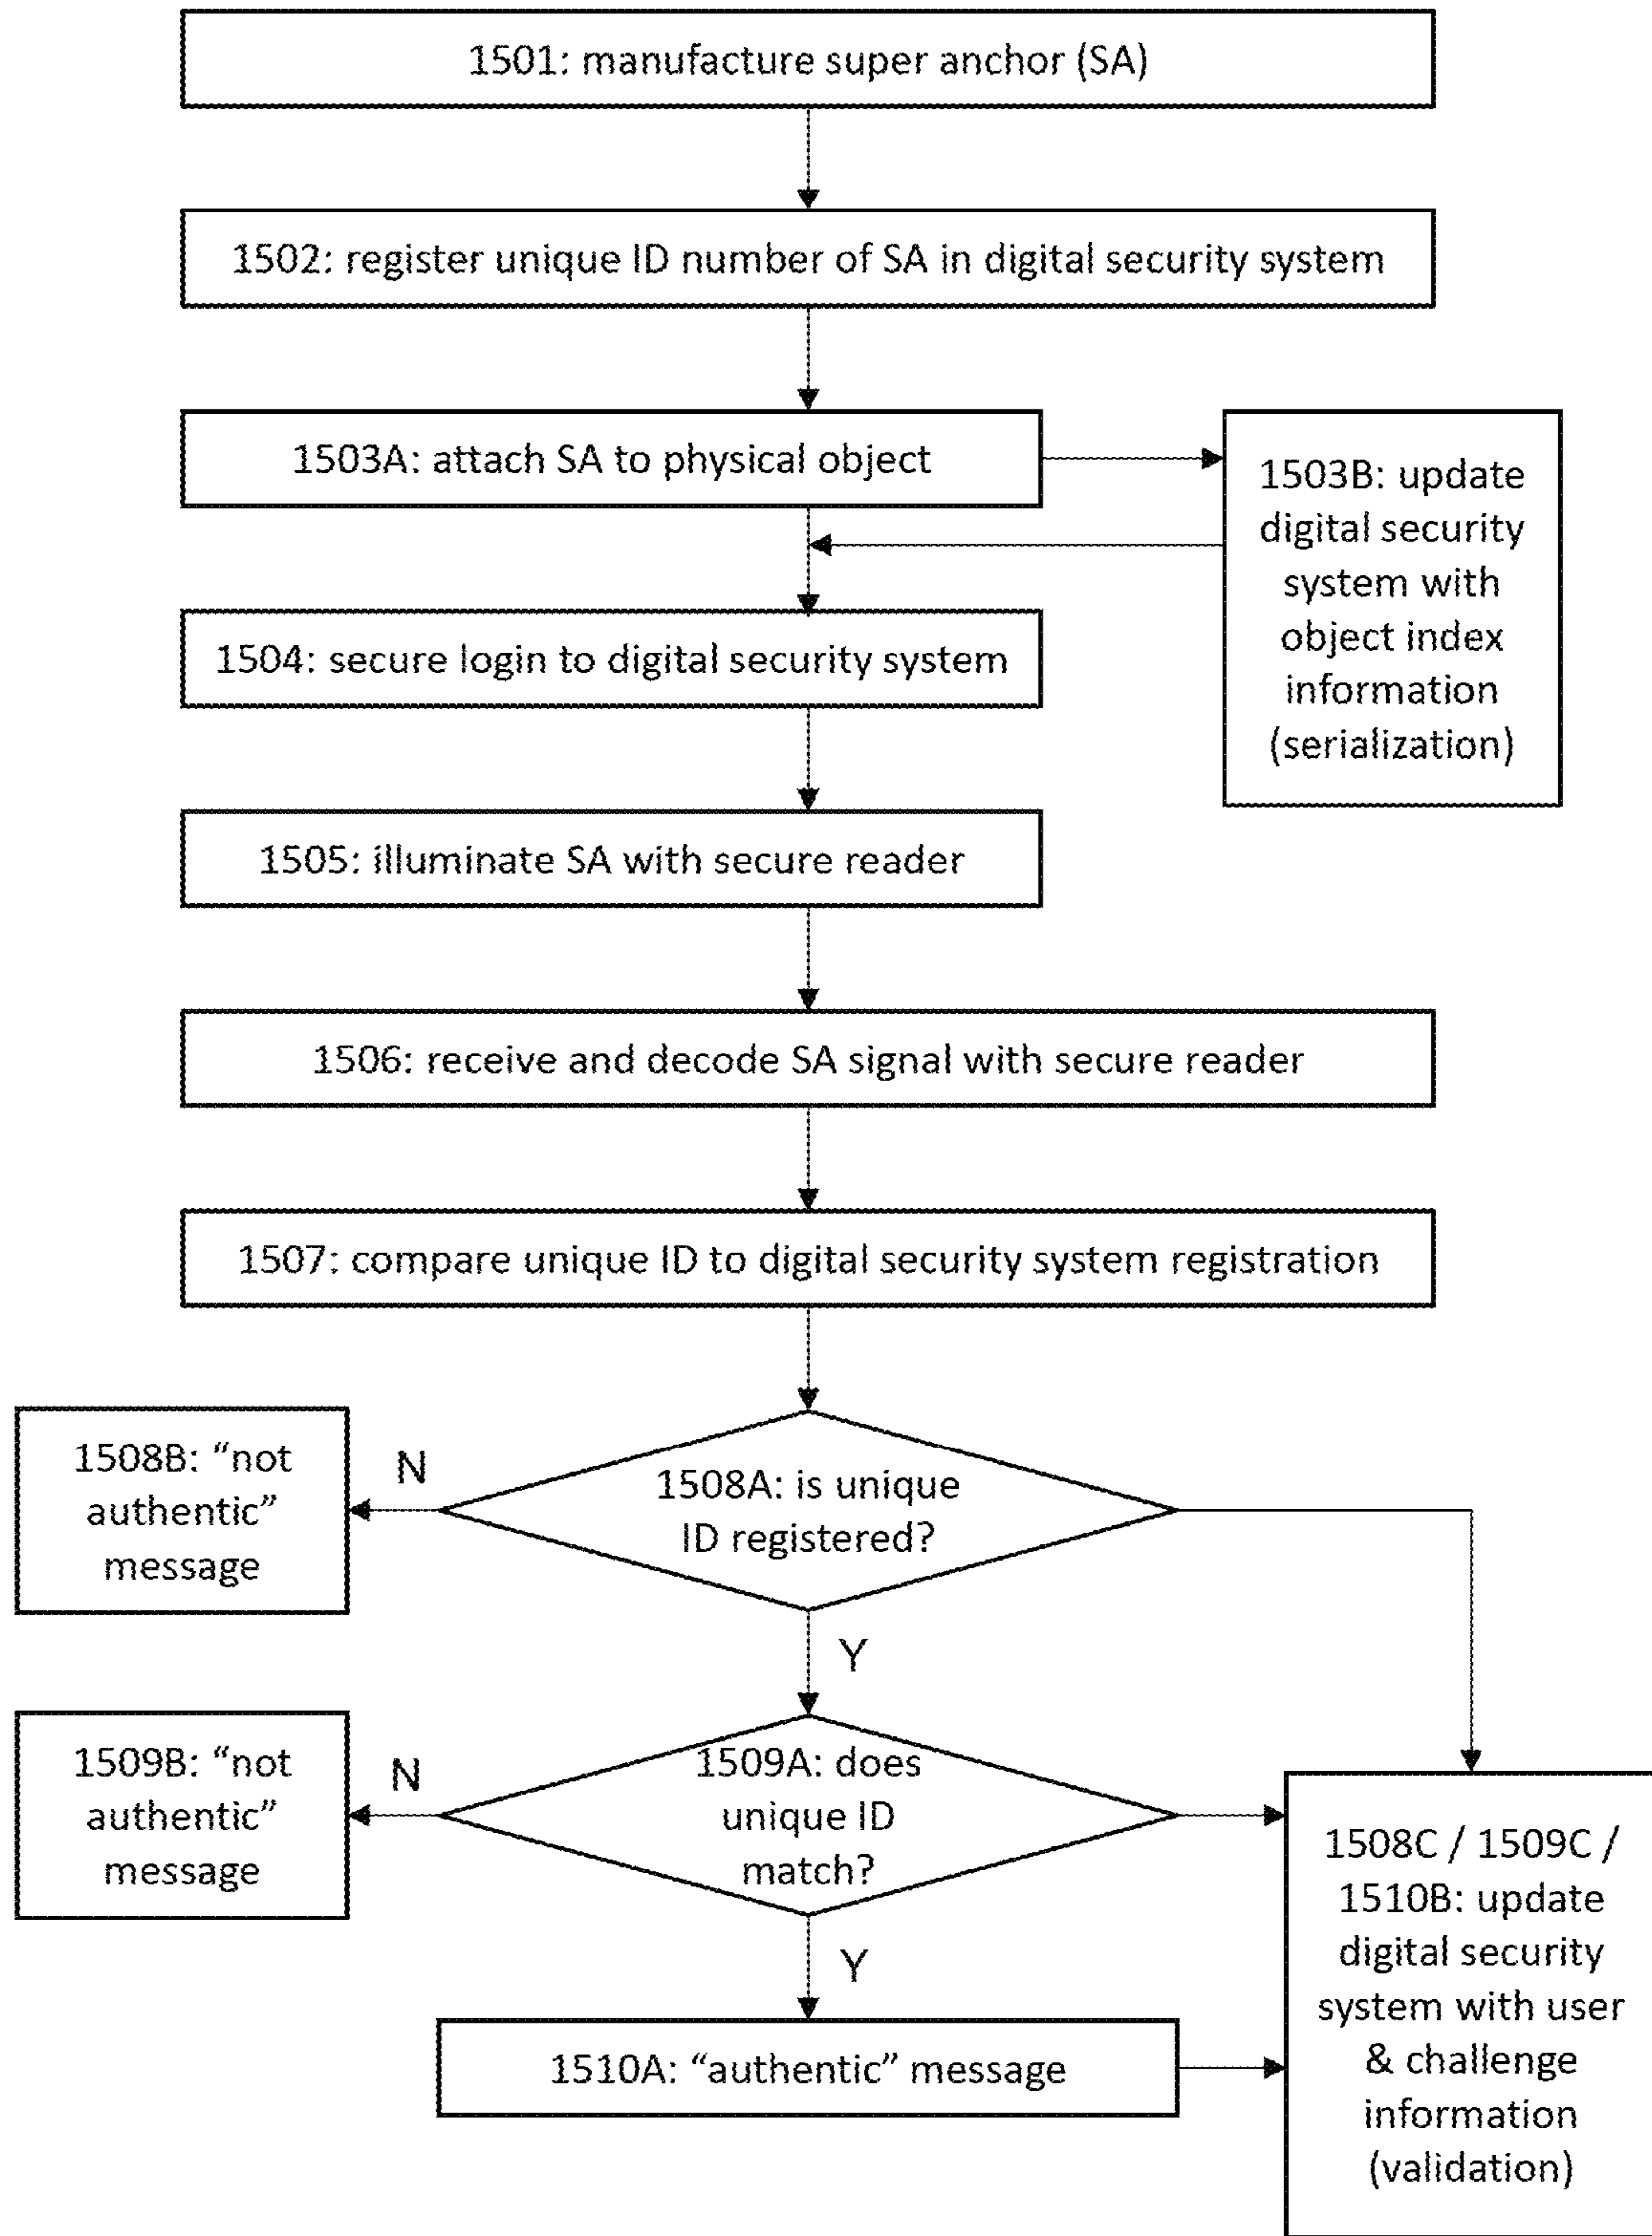 1501: manufacture super anchor (SA)
1502: register unique ID number of SA in digital security system
1503A: attach SA to physical object
1503B: update
digital security
system with
object index
information
(serialization)
1504: secure login to digital security system
1505: illuminate SA with secure reader
1506: receive and decode SA signal with secure reader
1507: compare unique ID to digital security system registration
1508B: “not
authentic”
message
N
1508A: is unique
ID registered?
Y
1509B: “not
authentic”
message
N
1509A: does
unique ID
match?
Y
1508C / 1509C /
1510B: update
digital security
system with user
& challenge
information
(validation)
1510A: “authentic” message